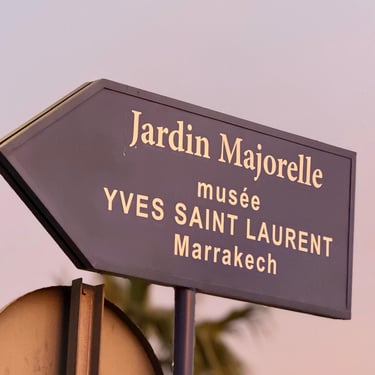 Jardin Majorelle
musée
YVES SAINT LAURENT
Marrakech